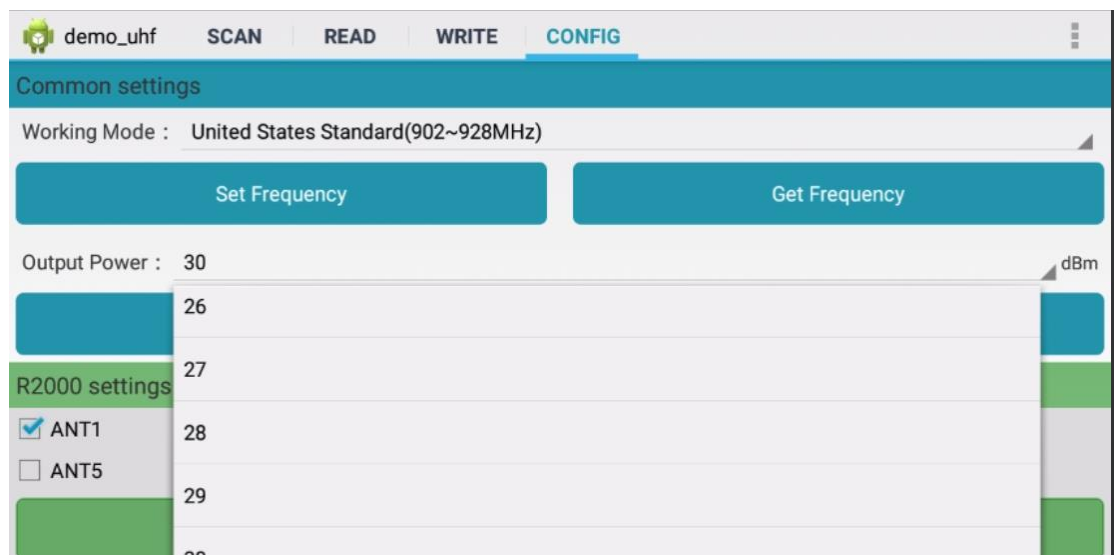 demo_uhf SCAN READ WRITE CONFIG
Common settings
Working Mode : United States Standard(902~928MHz)
Set Frequency Get Frequency
Output Power : 30 dBm
26
27
R2000 settings
ANT1
28
ANT5
29